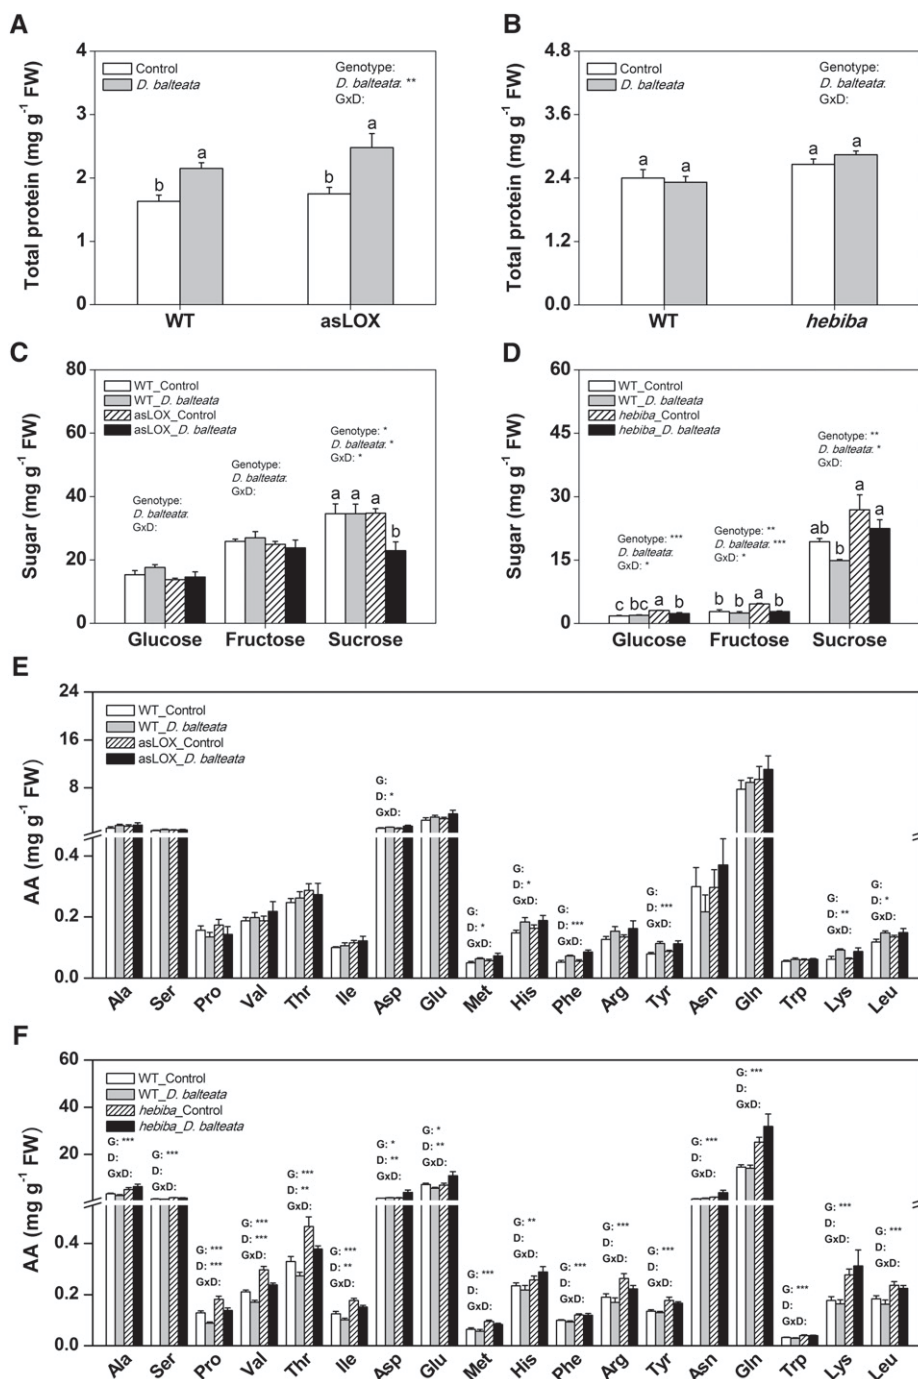 A
Total protein (mg g⁻¹ FW)
4
3
2
1
0
Control
D. balteata
Genotype:
D. balteata: **
GxD:
b
a
b
a
WT
asLOX
B
Total protein (mg g⁻¹ FW)
4.8
3.6
2.4
1.2
0.0
Control
D. balteata
Genotype:
D. balteata:
GxD:
a
a
a
a
WT
hebiba
C
Sugar (mg g⁻¹ FW)
80
60
40
20
0
WT_Control
WT_D. balteata
asLOX_Control
asLOX_D. balteata
Genotype:
D. balteata:
GxD:
Genotype:
D. balteata:
GxD:
Genotype: *
D. balteata: *
GxD: *
a
a
a
b
Glucose
Fructose
Sucrose
D
Sugar (mg g⁻¹ FW)
60
45
30
15
0
WT_Control
WT_D. balteata
hebiba_Control
hebiba_D. balteata
Genotype: ***
D. balteata:
GxD: *
Genotype: **
D. balteata: ***
GxD: *
Genotype: **
D. balteata: *
GxD:
c
bc
a
b
b
b
a
b
ab
b
a
a
Glucose
Fructose
Sucrose
E
AA (mg g⁻¹ FW)
24
16
8
0.4
0.2
0.0
WT_Control
WT_D. balteata
asLOX_Control
asLOX_D. balteata
G:
D: *
GxD:
G:
D: *
GxD:
G:
D: *
GxD:
G:
D: ***
GxD:
G:
D: ***
GxD:
G:
D: **
GxD:
G:
D: *
GxD:
Ala
Ser
Pro
Val
Thr
Ile
Asp
Glu
Met
His
Phe
Arg
Tyr
Asn
Gln
Trp
Lys
Leu
F
AA (mg g⁻¹ FW)
60
40
20
0.4
0.2
0.0
WT_Control
WT_D. balteata
hebiba_Control
hebiba_D. balteata
G: ***
D:
GxD:
G: ***
D:
GxD:
G: ***
D: ***
GxD:
G: ***
D: ***
GxD:
G: ***
D: **
GxD:
G: ***
D: **
GxD:
G: *
D: **
GxD:
G: *
D: **
GxD:
G: ***
D:
GxD:
G: **
D:
GxD:
G: ***
D:
GxD:
G: ***
D:
GxD:
G: ***
D:
GxD:
G: ***
D:
GxD:
G: ***
D:
GxD:
G: ***
D:
GxD:
G: ***
D:
GxD:
G: ***
D:
GxD:
Ala
Ser
Pro
Val
Thr
Ile
Asp
Glu
Met
His
Phe
Arg
Tyr
Asn
Gln
Trp
Lys
Leu